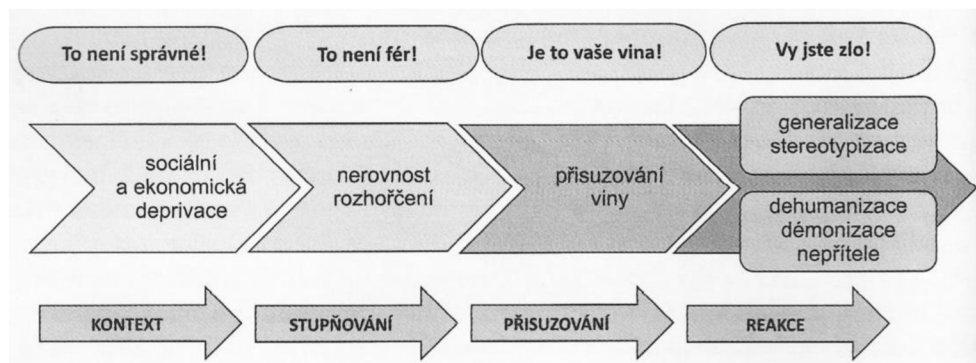 To není správné!
To není fér!
Je to vaše vina!
Vy jste zlo!
sociální
a ekonomická
deprivace
nerovnost
rozhořčení
přisuzování
viny
generalizace
stereotypizace
dehumanizace
démonizace
nepřítele
KONTEXT
STUPŇOVÁNÍ
PŘISUZOVÁNÍ
REAKCE